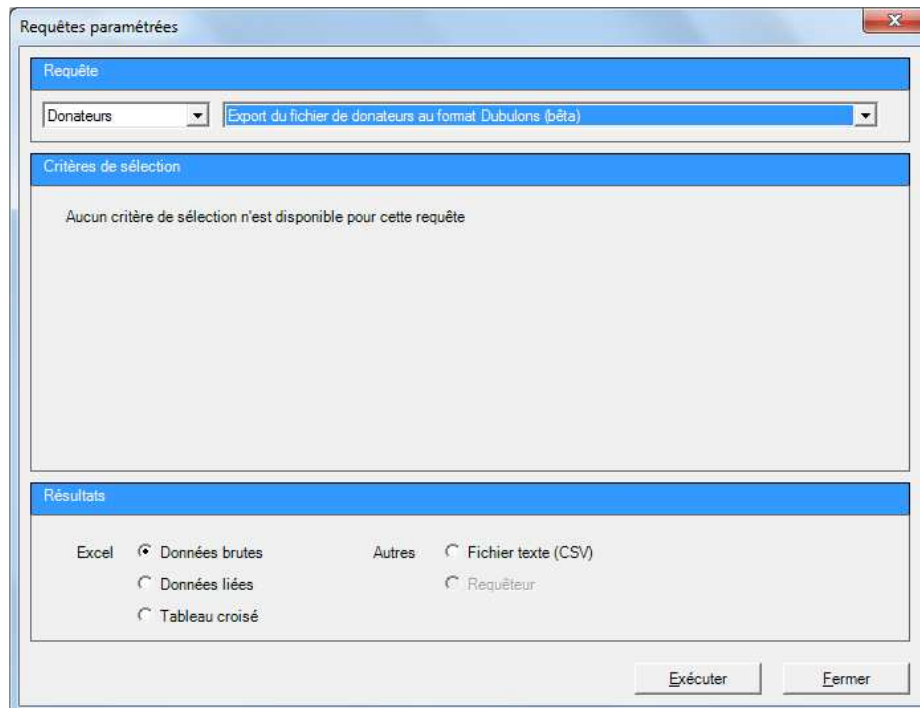 Requêtes paramétrées
Requête
Donateurs
Export du fichier de donateurs au format Dubulons (bêta)
Critères de sélection
Aucun critère de sélection n'est disponible pour cette requête
Résultats
Excel Données brutes Autres Fichier texte (CSV)
Données liées Requêteur
Tableau croisé
Exécuter Fermer